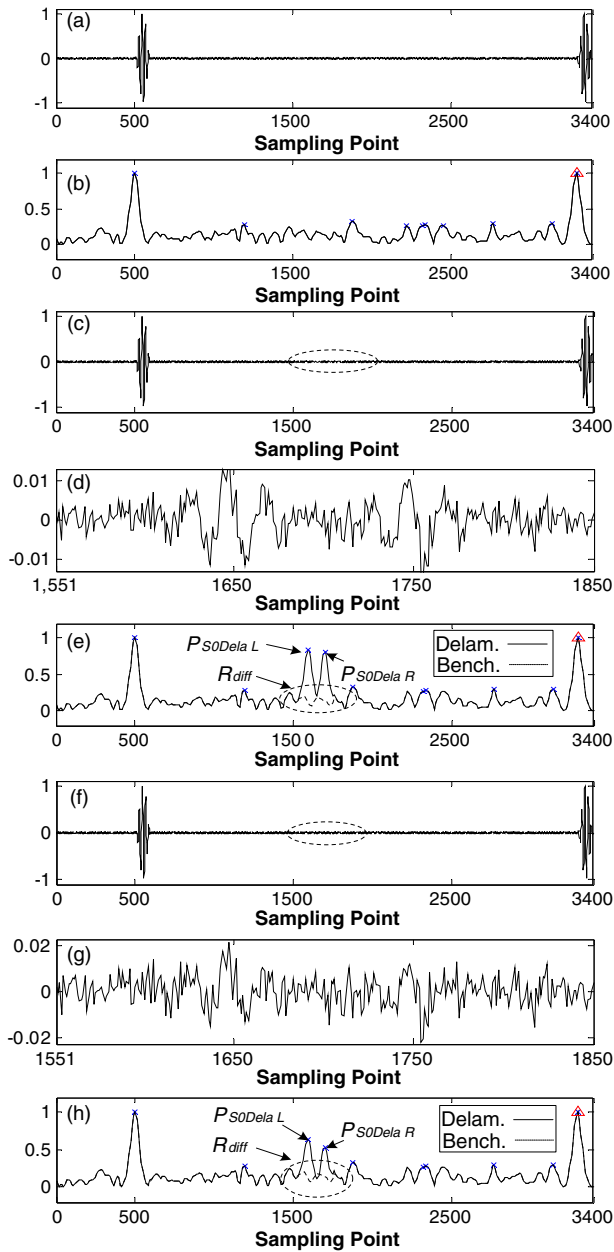 (a)
1
0
-1
0 500 1500 2500 3400
Sampling Point
(b)
1
0.5
0
0 500 1500 2500 3400
Sampling Point
(c)
1
0
-1
0 500 1500 2500 3400
Sampling Point
(d)
0.01
0
-0.01
1,551 1650 1750 1850
Sampling Point
(e)
1
0.5
0
P S0Dela L
R diff
P S0Dela R
Delam.
Bench.
0 500 150 0 2500 3400
Sampling Point
(f)
1
0
-1
0 500 1500 2500 3400
Sampling Point
(g)
0.02
0
-0.02
1551 1650 1750 1850
Sampling Point
(h)
1
0.5
0
P S0Dela L
R diff
P S0Dela R
Delam.
Bench.
0 500 1500 2500 3400
Sampling Point